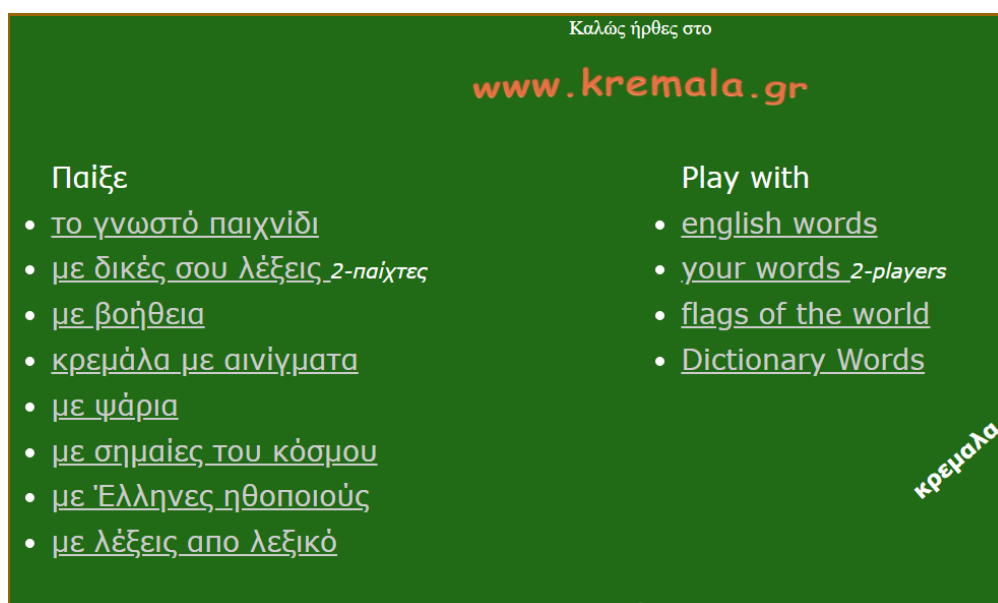 Καλώς ήρθες στο
www.kremala.gr
Παίξε
το γνωστό παιχνίδι
με δικές σου λέξεις 2-παίχτες
με βοήθεια
κρεμάλα με αινίγματα
με ψάρια
με σημαίες του κόσμου
με Έλληνες ηθοποιούς
με λέξεις απο λεξικό
Play with
english words
your words 2-players
flags of the world
Dictionary Words
κρεμαλα